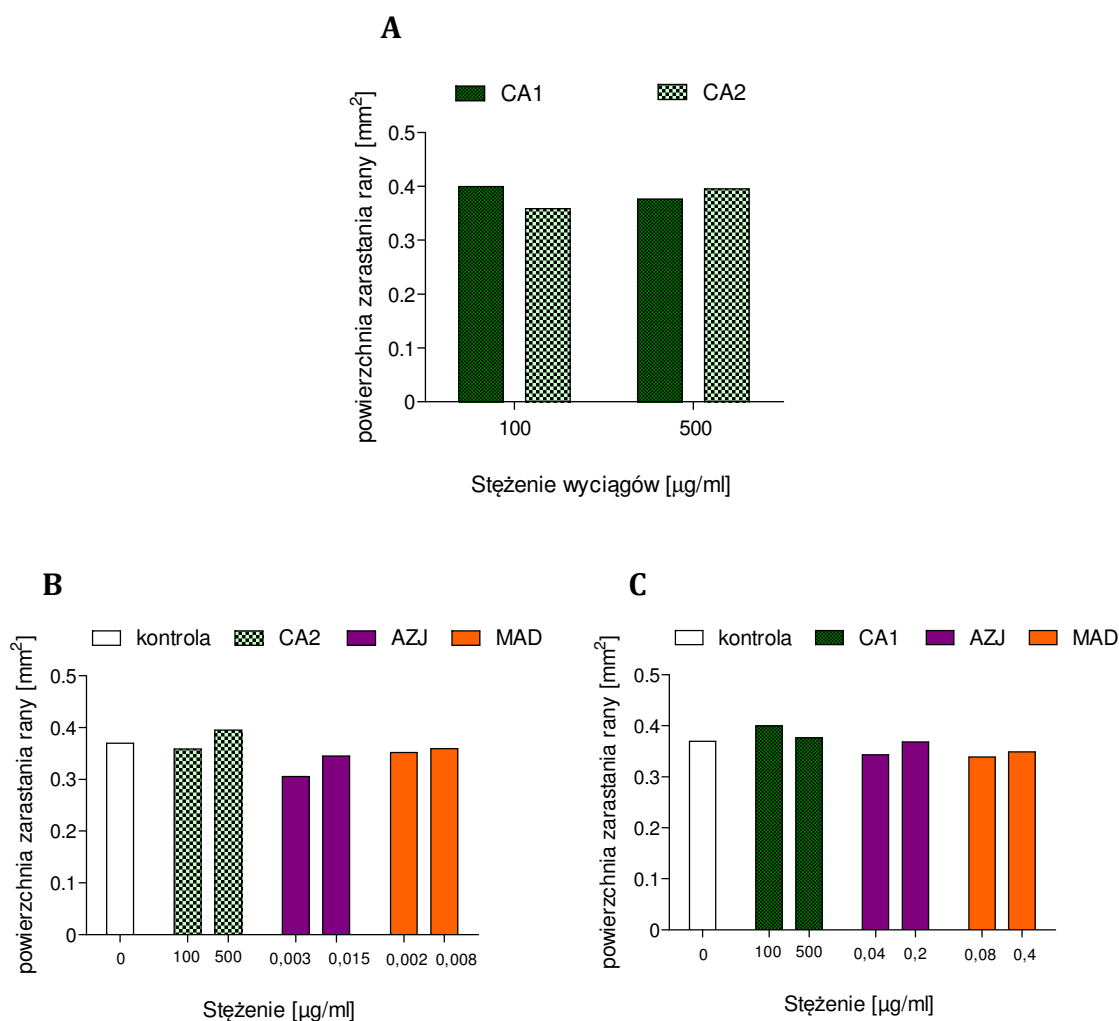 A
CA1 CA2
powierzchnia zarastania rany [mm²]
0.5
0.4
0.3
0.2
0.1
0
100 500
Stężenie wyciągów [μg/ml]
B
kontrola CA2 AZJ MAD
powierzchnia zarastania rany [mm²]
0.5
0.4
0.3
0.2
0.1
0
0 100 500 0,003 0,015 0,002 0,008
Stężenie [μg/ml]
C
kontrola CA1 AZJ MAD
powierzchnia zarastania rany [mm²]
0.5
0.4
0.3
0.2
0.1
0
0 100 500 0,04 0,2 0,08 0,4
Stężenie [μg/ml]